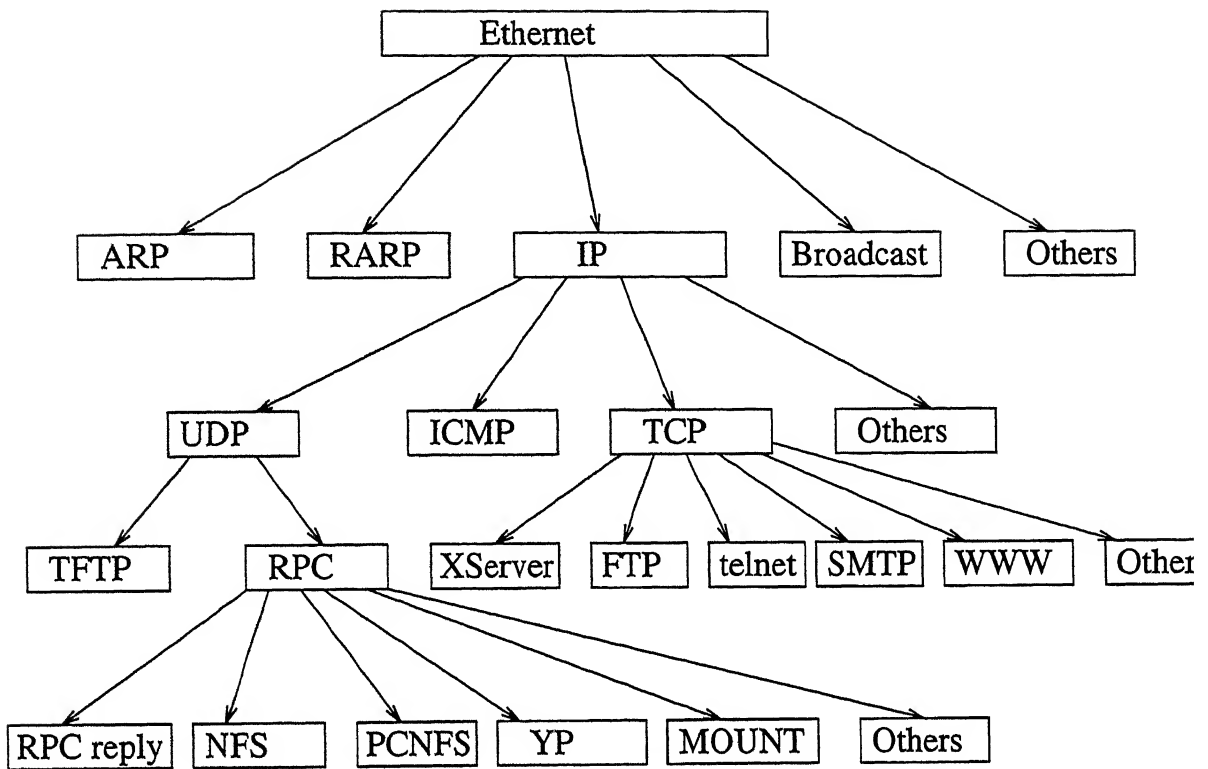 Ethernet
ARP
RARP
IP
Broadcast
Others
UDP
ICMP
TCP
Others
TFTP
RPC
XServer
FTP
telnet
SMTP
WWW
Other
RPC reply
NFS
PCNFS
YP
MOUNT
Others